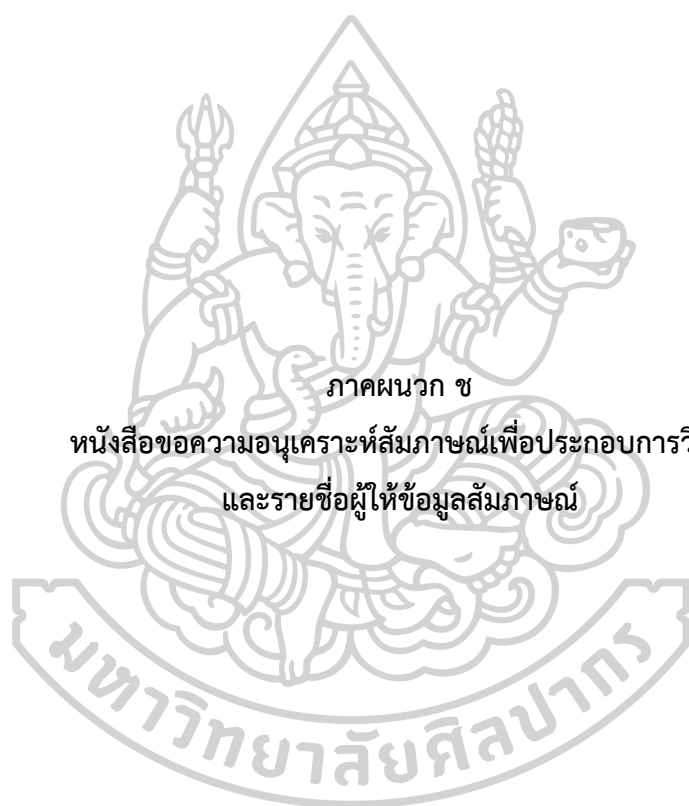 ภาคผนวก ช
หนังสือขอความอนุเคราะห์สัมภาษณ์เพื่อประกอบการ
และรายชื่อผู้ให้ข้อมูลสัมภาษณ์
มหาวิทยาลัยศิลปากร